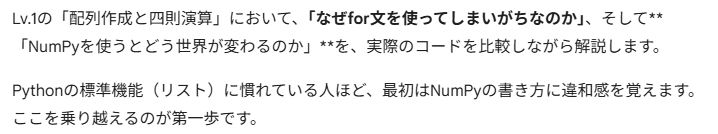 Lv.1の「配列作成と四則演算」において、「なぜfor文を使ってしまいがちなのか」、そして**
「NumPyを使うとどう世界が変わるのか」**を、実際のコードを比較しながら解説します。
Pythonの標準機能（リスト）に慣れている人ほど、最初はNumPyの書き方に違和感を覚えます。
ここを乗り越えるのが第一歩です。